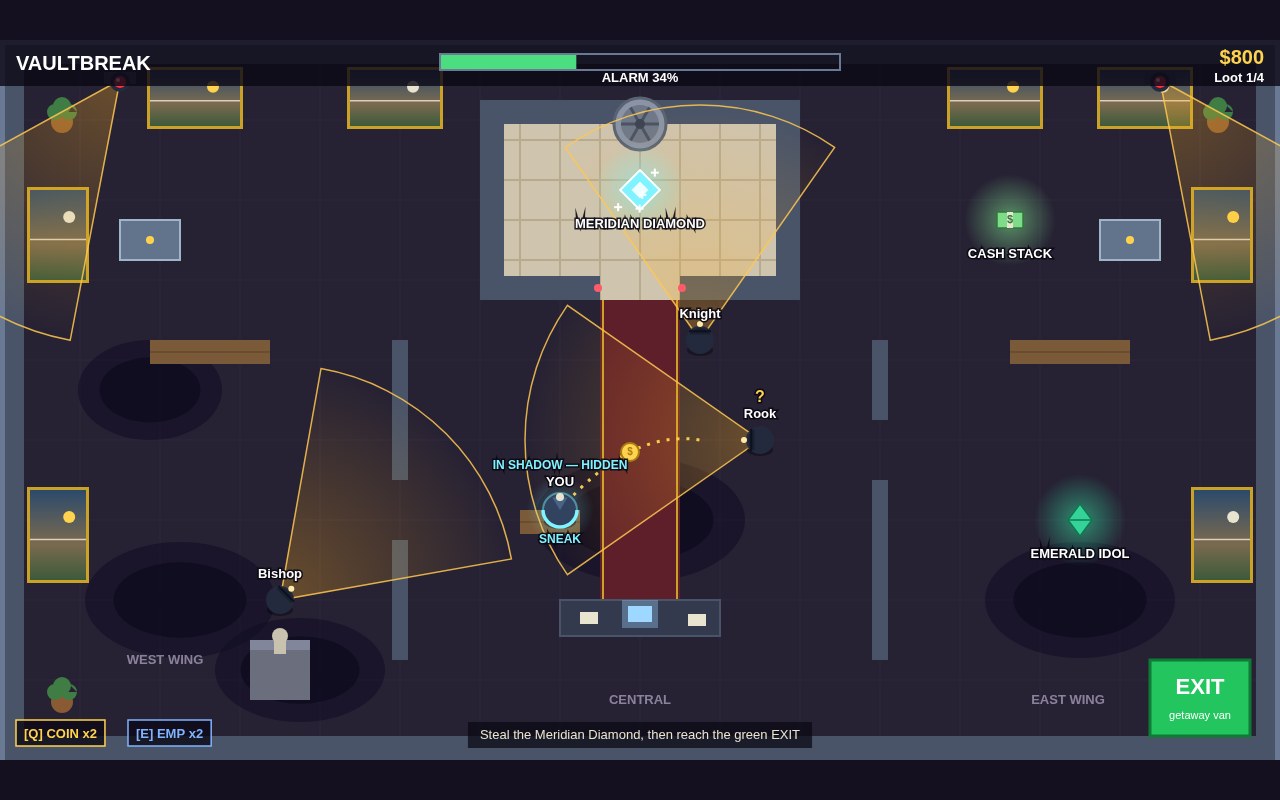 VAULTBREAK
ALARM 34%
$800
Loot 1/4
MERIDIAN DIAMOND
$
CASH STACK
Knight
?
Rook
$
IN SHADOW — HIDDEN
YOU
SNEAK
EMERALD IDOL
Bishop
WEST WING
CENTRAL
EAST WING
EXIT
getaway van
[Q] COIN x2
[E] EMP x2
Steal the Meridian Diamond, then reach the green EXIT